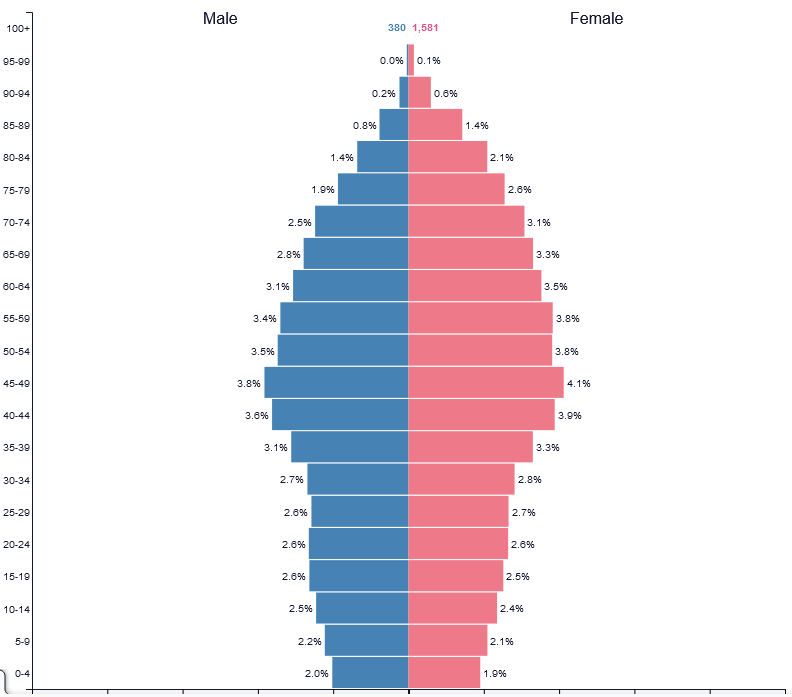 Male Female
100+ 380 1,581
95-99 0.0% 0.1%
90-94 0.2% 0.6%
85-89 0.8% 1.4%
80-84 1.4% 2.1%
75-79 1.9% 2.6%
70-74 2.5% 3.1%
65-69 2.8% 3.3%
60-64 3.1% 3.5%
55-59 3.4% 3.8%
50-54 3.5% 3.8%
45-49 3.8% 4.1%
40-44 3.6% 3.9%
35-39 3.1% 3.3%
30-34 2.7% 2.8%
25-29 2.6% 2.7%
20-24 2.6% 2.6%
15-19 2.6% 2.5%
10-14 2.5% 2.4%
5-9 2.2% 2.1%
0-4 2.0% 1.9%